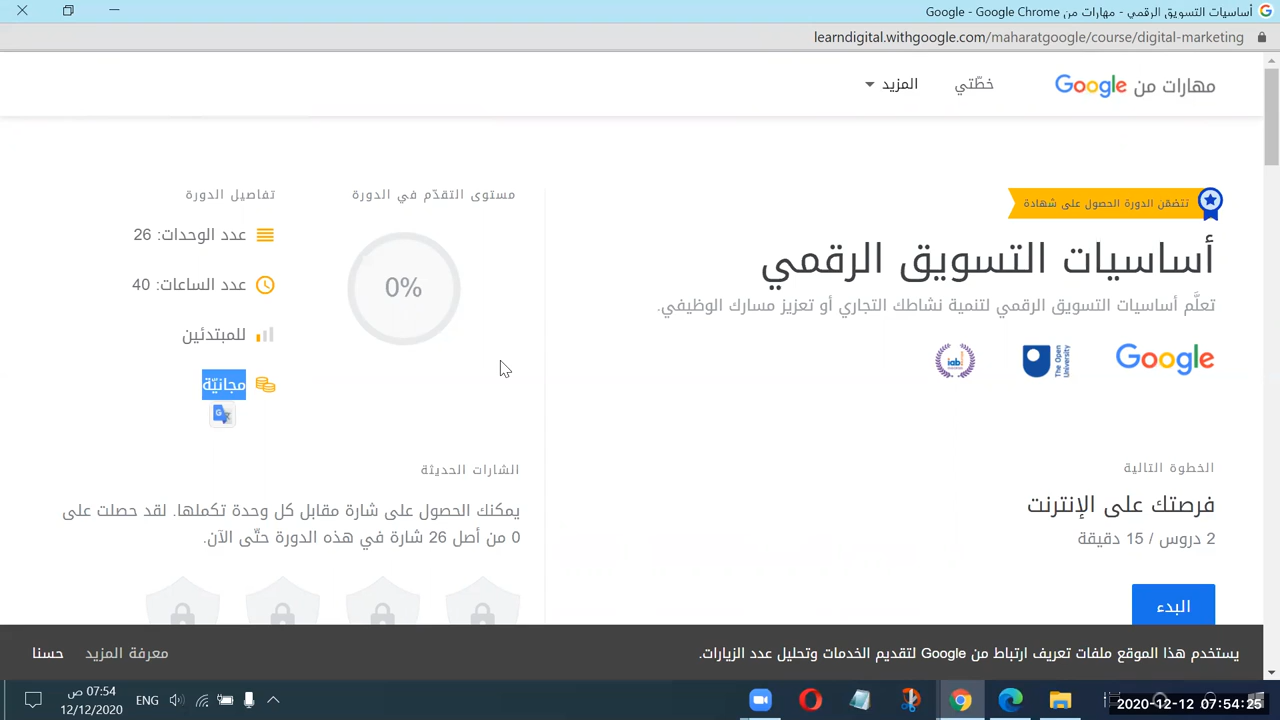 أساسيات التسويق الرقمي - مهارات من Google - Google Chrome
learndigital.withgoogle.com/maharatgoogle/course/digital-marketing
مهارات من Google
خطّتي
المزيد
تتضمّن الدورة الحصول على شهادة
أساسيات التسويق الرقمي
تعلَّم أساسيات التسويق الرقمي لتنمية نشاطك التجاري أو تعزيز مسارك الوظيفي.
Google
The Open University
iab
الخطوة التالية
فرصتك على الإنترنت
2 دروس / 15 دقيقة
البدء
مستوى التقدّم في الدورة
0%
تفاصيل الدورة
عدد الوحدات: 26
عدد الساعات: 40
للمبتدئين
مجانيّة
الشارات الحديثة
يمكنك الحصول على شارة مقابل كل وحدة تكملها. لقد حصلت على
0 من أصل 26 شارة في هذه الدورة حتّى الآن.
يستخدم هذا الموقع ملفات تعريف ارتباط من Google لتقديم الخدمات وتحليل عدد الزيارات.
معرفة المزيد
حسنا
07:54 ص
12/12/2020
ENG
2020-12-12 07:54:25